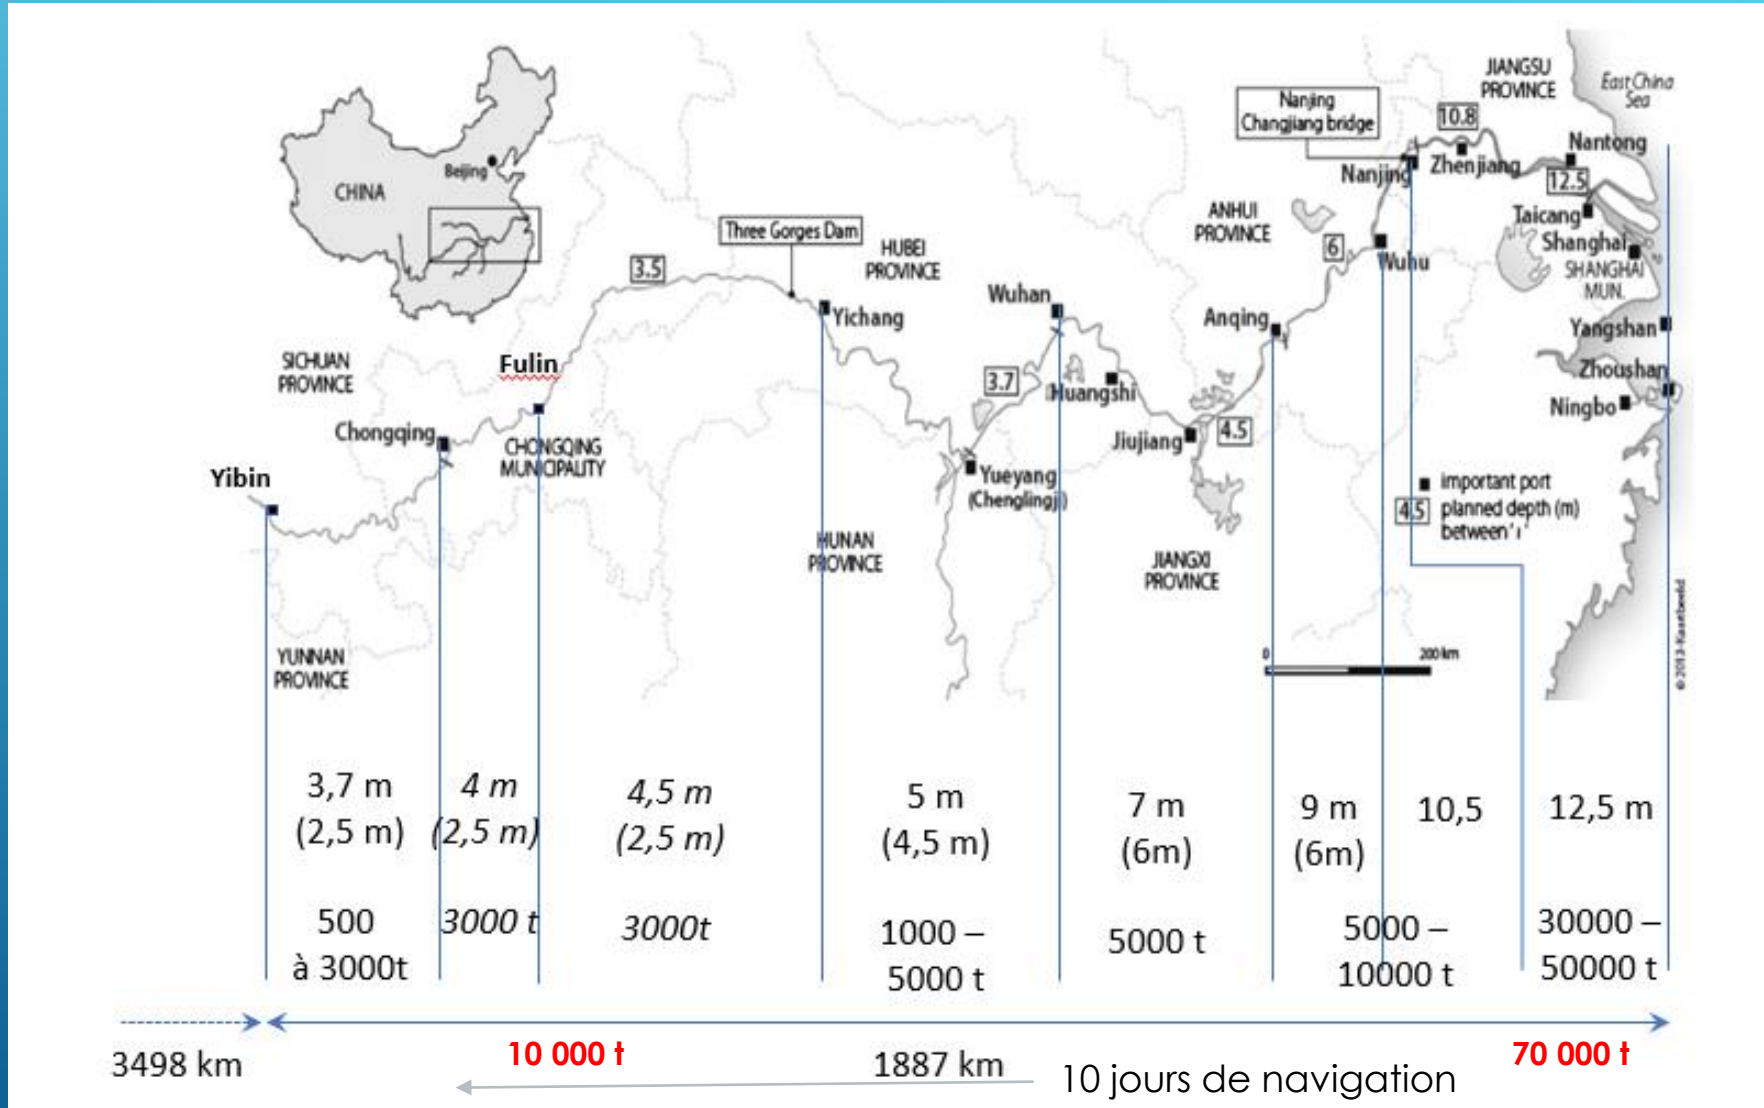 JIANGSU
PROVINCE
East China
Sea
Nanjing
Changjiang bridge
10.8
Nantong
Beijing
CHINA
Nanjing
Zhenjiang
12.5
Taicang
ANHUI
PROVINCE
Three Gorges Dam
HUBEI
PROVINCE
6
Shanghai
SHANGHAI
MUN.
3.5
Wuhu
Wuhan
Yichang
Anqing
Yangshan
SICHUAN
PROVINCE
Fulin
3.7
Huangshi
Zhoushan
Ningbo
Chongqing
CHONGQING
MUNICIPALITY
Jiujiang
4.5
Yibin
Yueyang
(Chenglingji)
important port
4.5
planned depth (m)
between 'ı'
HUNAN
PROVINCE
JIANGXI
PROVINCE
YUNNAN
PROVINCE
0
200 km
© 2013-Kaartbeeld
3,7 m
(2,5 m)
4 m
(2,5 m)
4,5 m
(2,5 m)
5 m
(4,5 m)
7 m
(6m)
9 m
(6m)
10,5
12,5 m
500
à 3000t
3000 t
3000t
1000 –
5000 t
5000 t
5000 –
10000 t
30000 –
50000 t
3498 km
10 000 t
1887 km
10 jours de navigation
70 000 t